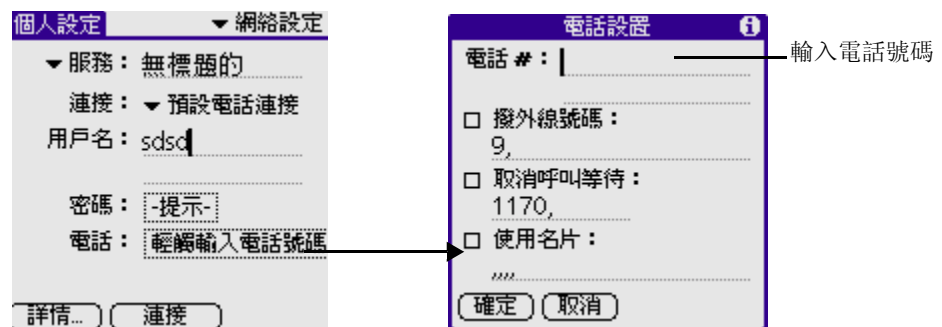 個人設定 網絡設定
服務： 無標題的
連接： 預設電話連接
用戶名： sdsd
密碼： -提示-
電話： 輕觸輸入電話號碼
詳情... 連接
電話設置
電話 #：
撥外線號碼：
9,
取消呼叫等待：
1170,
使用名片：
,,,,
確定 取消
輸入電話號碼